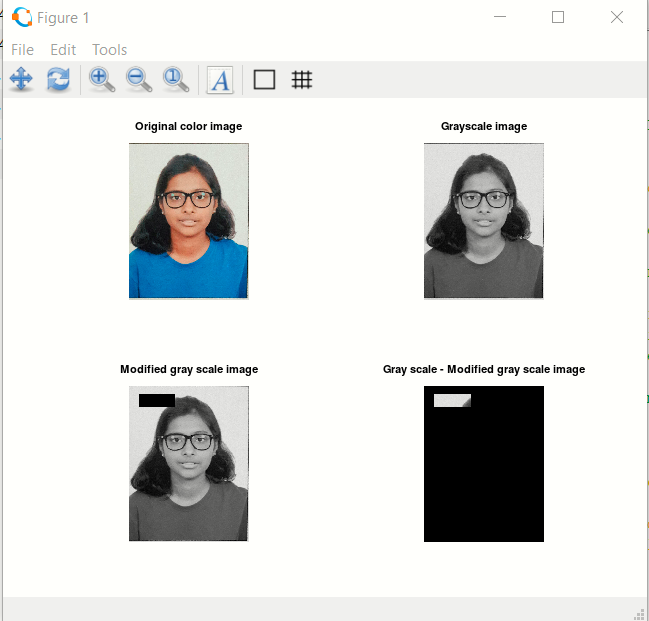 Figure 1
File Edit Tools
A
Original color image
Grayscale image
Modified gray scale image
Gray scale - Modified gray scale image